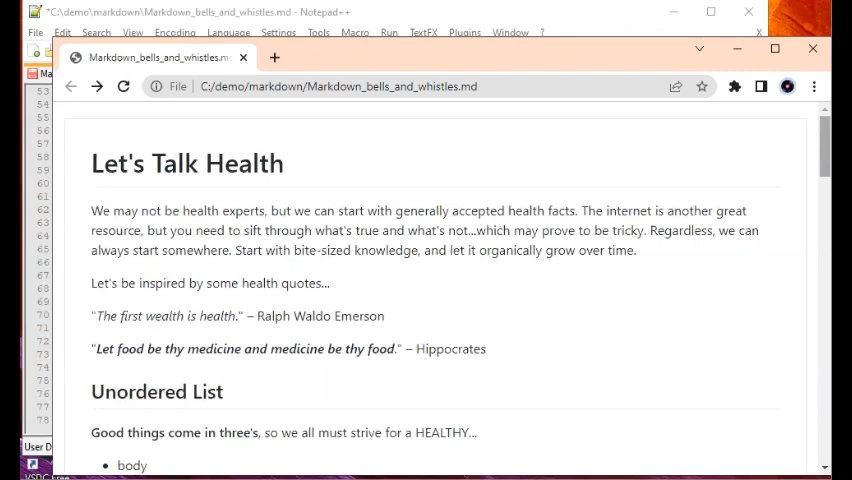 *C:\demo\markdown\Markdown_bells_and_whistles.md - Notepad++
File Edit Search View Encoding Language Settings Tools Macro Run TextFX Plugins Window ?
X
Markdown_bells_and_whistles.mc
File C:/demo/markdown/Markdown_bells_and_whistles.md
Ma
53
54
55
56
57
58
59
60
61
62
63
64
65
66
67
68
69
70
71
72
73
74
75
76
77
78
Let's Talk Health
We may not be health experts, but we can start with generally accepted health facts. The internet is another great
resource, but you need to sift through what's true and what's not...which may prove to be tricky. Regardless, we can
always start somewhere. Start with bite-sized knowledge, and let it organically grow over time.
Let's be inspired by some health quotes...
"The first wealth is health." – Ralph Waldo Emerson
"Let food be thy medicine and medicine be thy food." – Hippocrates
Unordered List
Good things come in three's, so we all must strive for a HEALTHY...
• body
User D
VSDC Free